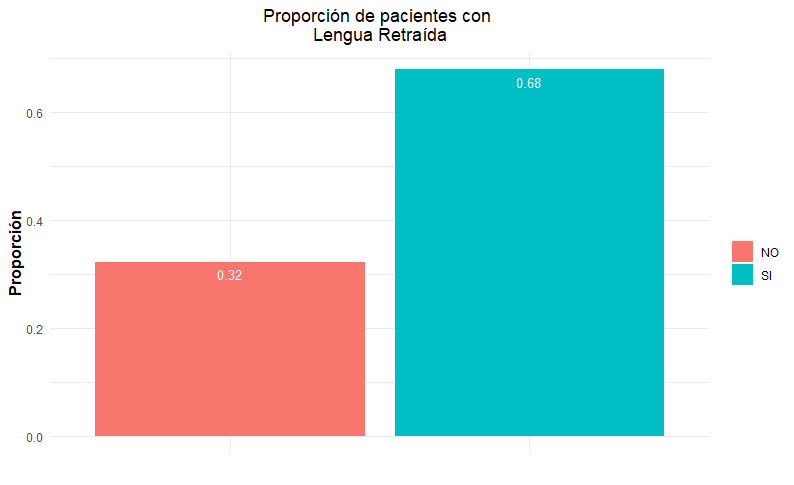 Proporción de pacientes con
Lengua Retraída
Proporción
0.6
0.4
0.2
0.0
0.32
0.68
NO
SI